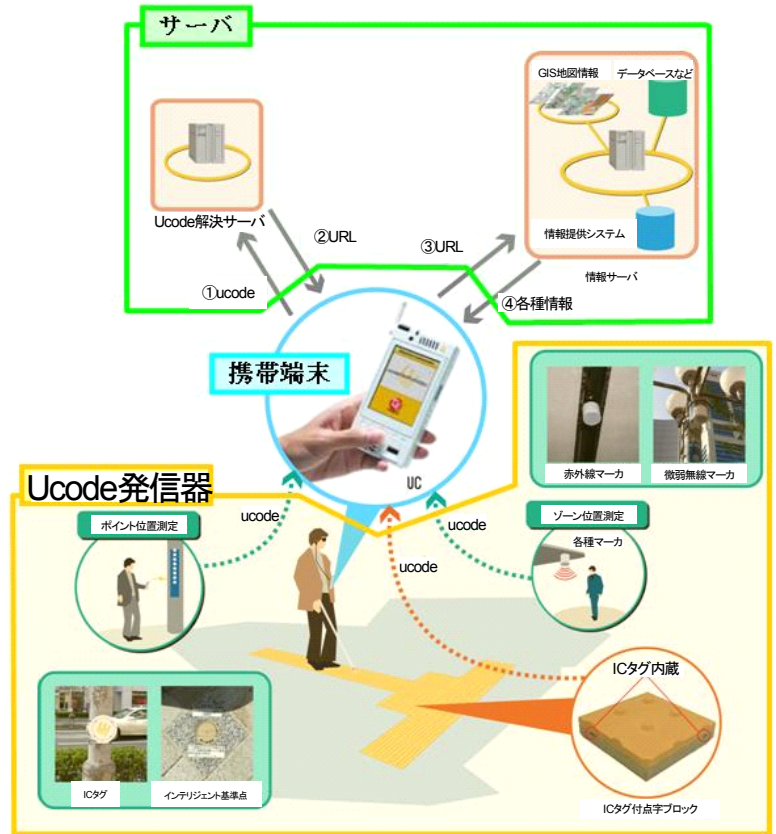 サーバ
GIS地図情報
データベースなど
Ucode解決サーバ
情報提供システム
情報サーバ
②URL
③URL
①ucode
④各種情報
携帯端末
UC
赤外線マーカ
微弱無線マーカ
Ucode発信器
ポイント位置測定
ucode
ucode
ucode
ゾーン位置測定
各種マーカ
ICタグ内蔵
ICタグ
インテリジェント基準点
ICタグ付点字ブロック